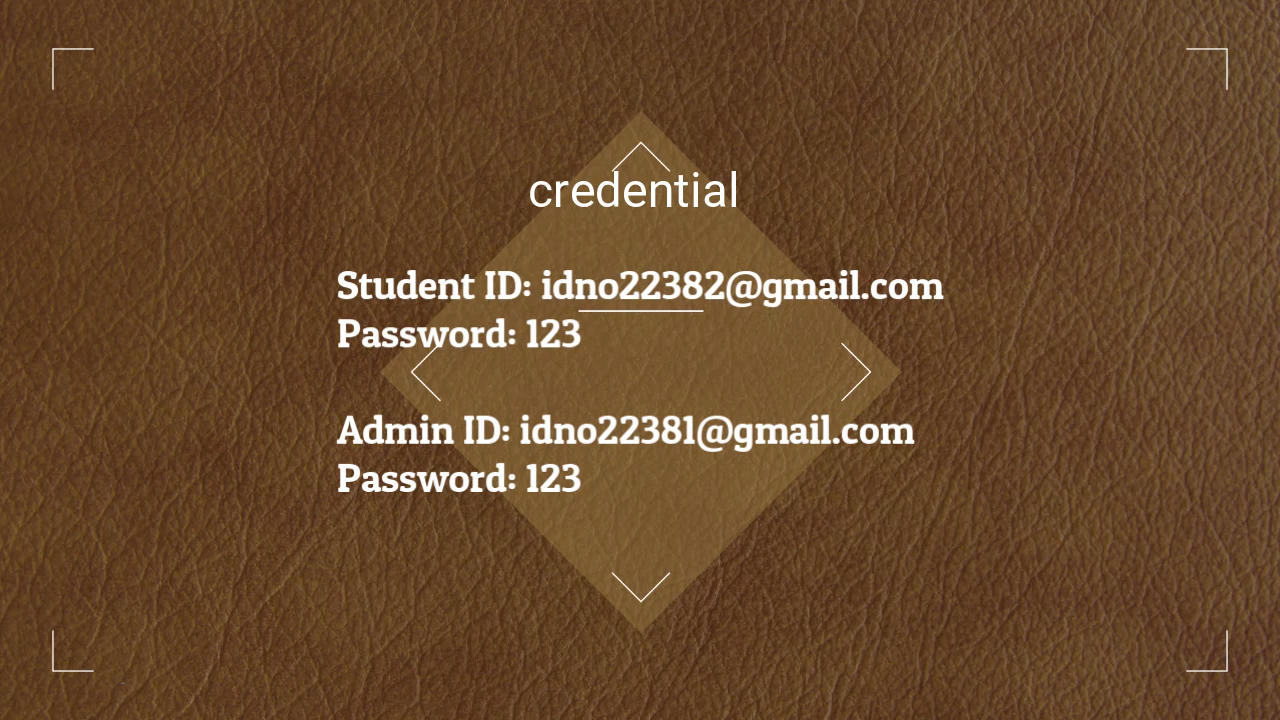 credential
Student ID: idno22382@gmail.com
Password: 123
Admin ID: idno22381@gmail.com
Password: 123